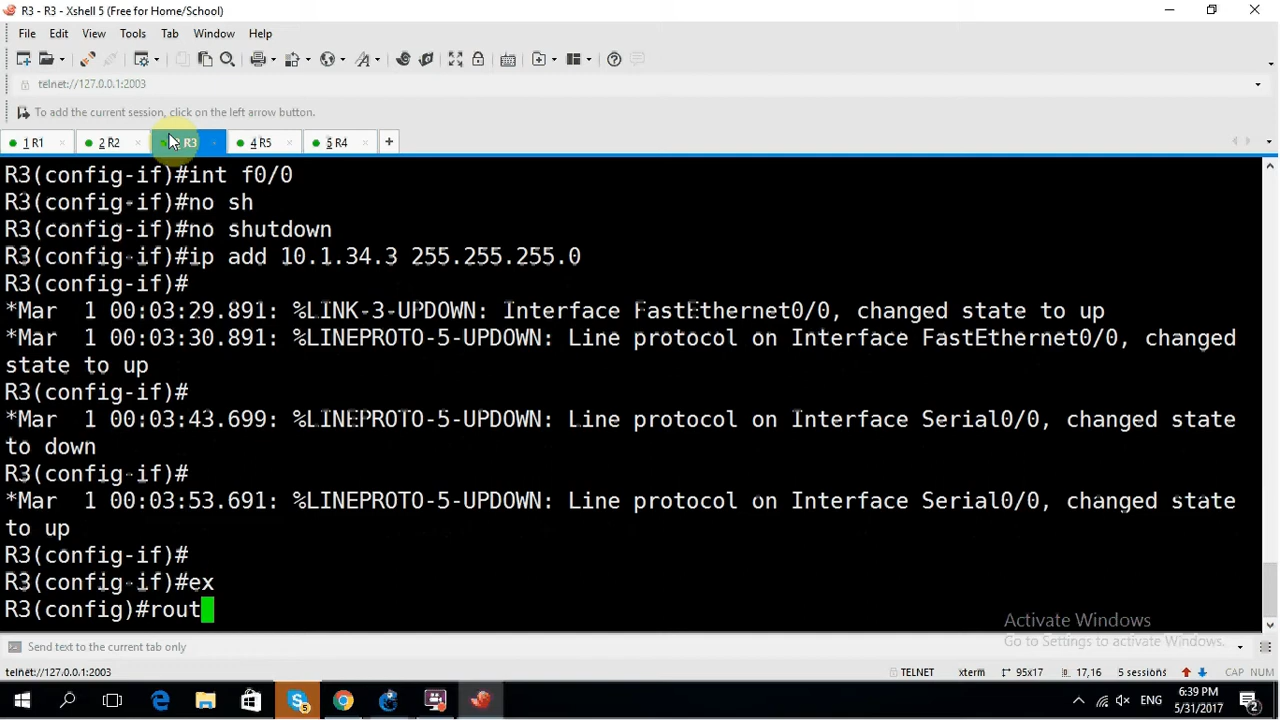 R3 - R3 - Xshell 5 (Free for Home/School)
File Edit View Tools Tab Window Help
telnet://127.0.0.1:2003
To add the current session, click on the left arrow button.
1 R1 2 R2 R3 4 R5 5 R4
R3(config-if)#int f0/0
R3(config-if)#no sh
R3(config-if)#no shutdown
R3(config-if)#ip add 10.1.34.3 255.255.255.0
R3(config-if)#
*Mar  1 00:03:29.891: %LINK-3-UPDOWN: Interface FastEthernet0/0, changed state to up
*Mar  1 00:03:30.891: %LINEPROTO-5-UPDOWN: Line protocol on Interface FastEthernet0/0, changed
state to up
R3(config-if)#
*Mar  1 00:03:43.699: %LINEPROTO-5-UPDOWN: Line protocol on Interface Serial0/0, changed state
to down
R3(config-if)#
*Mar  1 00:03:53.691: %LINEPROTO-5-UPDOWN: Line protocol on Interface Serial0/0, changed state
to up
R3(config-if)#
R3(config-if)#ex
R3(config)#rout
Activate Windows
Go to Settings to activate Windows.
Send text to the current tab only
telnet://127.0.0.1:2003 TELNET xterm 95x17 17,16 5 sessions CAP NUM
ENG 6:39 PM
5/31/2017 2